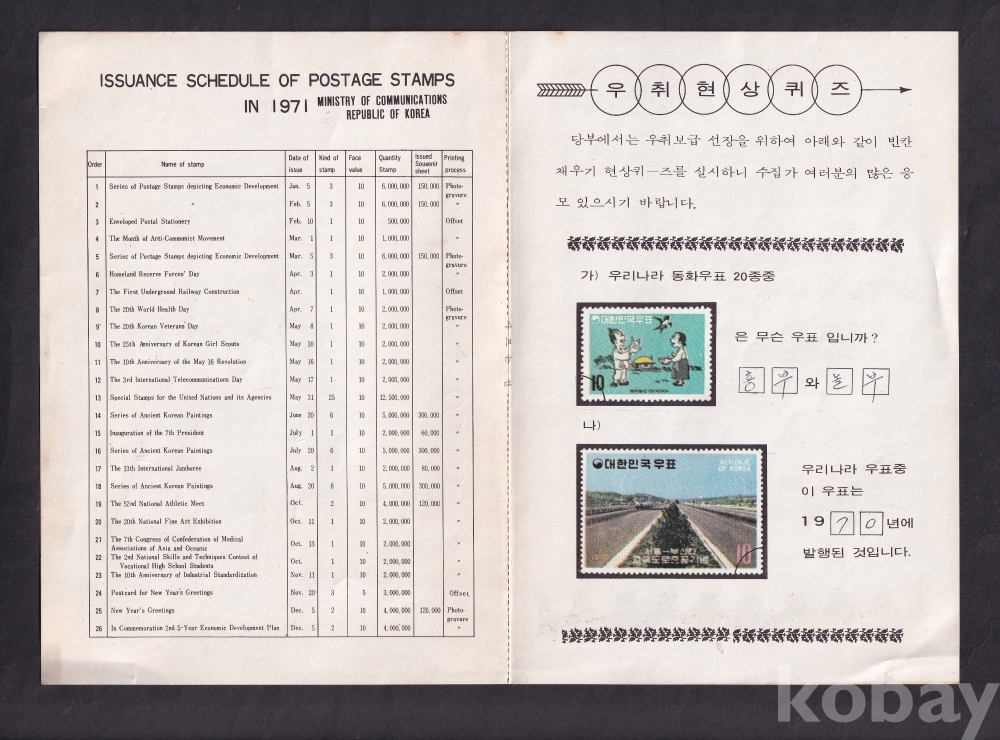 ISSUANCE SCHEDULE OF POSTAGE STAMPS
IN 1971 MINISTRY OF COMMUNICATIONS
REPUBLIC OF KOREA
Order Name of stamp Date of issue Kind of stamp Face value Quantity Stamp Issued Souvenir sheet Printing process
1 Series of Postage Stamps depicting Economic Development Jan. 5 3 10 6,000,000 150,000 Photo-gravure
2 〃 Feb. 5 3 10 6,000,000 150,000 〃
3 Enveloped Postal Stationery Feb. 10 1 10 500,000 Offset
4 The Month of Anti-Communist Movement Mar. 1 1 10 1,000,000 〃
5 Series of Postage Stamps depicting Economic Development Mar. 5 3 10 6,000,000 150,000 Photo-gravure
6 Homeland Reserve Forces' Day Apr. 3 1 10 2,000,000 〃
7 The First Underground Railway Construction Apr. 1 10 1,000,000 Offset
8 The 20th World Health Day Apr. 7 1 10 2,000,000 Photo-gravure
9 The 20th Korean Veterans' Day May 8 1 10 2,000,000 〃
10 The 25th Anniversary of Korean Girl Scouts May 10 1 10 2,000,000 〃
11 The 10th Anniversary of the May 16 Revolution May 16 1 10 2,000,000 〃
12 The 3rd International Telecommunications Day May 17 1 10 2,000,000 〃
13 Special Stamps for the United Nations and its Agencies May 31 25 10 12,500,000 〃
14 Series of Ancient Korean Paintings June 20 6 10 5,000,000 300,000 〃
15 Inauguration of the 7th President July 1 1 10 2,000,000 60,000 〃
16 Series of Ancient Korean Paintings July 20 6 10 5,000,000 300,000 〃
17 The 13th International Jamboree Aug. 2 1 10 2,000,000 60,000 〃
18 Series of Ancient Korean Paintings Aug. 20 6 10 5,000,000 300,000 〃
19 The 52nd National Athletic Meet Oct. 2 10 4,000,000 120,000 〃
20 The 20th National Fine Art Exhibition Oct. 11 1 10 2,000,000 〃
21 The 7th Congress of Confederation of Medical
Associations of Asia and Oceanic Oct. 13 1 10 2,000,000 〃
22 The 2nd National Skills and Techniques Contest of
Vocational High School Students Oct. 1 10 2,000,000 〃
23 The 10th Anniversary of Industrial Standarditation Nov. 11 1 10 2,000,000 〃
24 Postcard for New Year's Greetings Nov. 20 3 5 3,000,000 Offset
25 New Year's Greetings Dec. 5 2 10 4,000,000 120,000 Photo-gravure
26 In Commemoration 2nd 5-Year Economic Development Plan Dec. 5 2 10 4,000,000 〃
우취현상퀴즈
당부에서는 우취보급 선장을 위하여 아래와 같이 빈칸
채우기 현상퀴—즈를 실시하니 수집가 여러분의 많은 응
모 있으시기 바랍니다.
가) 우리나라 동화우표 20종중
대한민국우표
10
REPUBLIC OF KOREA
은 무슨 우표 입니까?
흥부와 놀부
나)
대한민국우표
REPUBLIC
OF KOREA
서울—부산간
고속도로준공기념
10
우리나라 우표중
이 우표는
1970년에
발행된 것입니다.
kobay